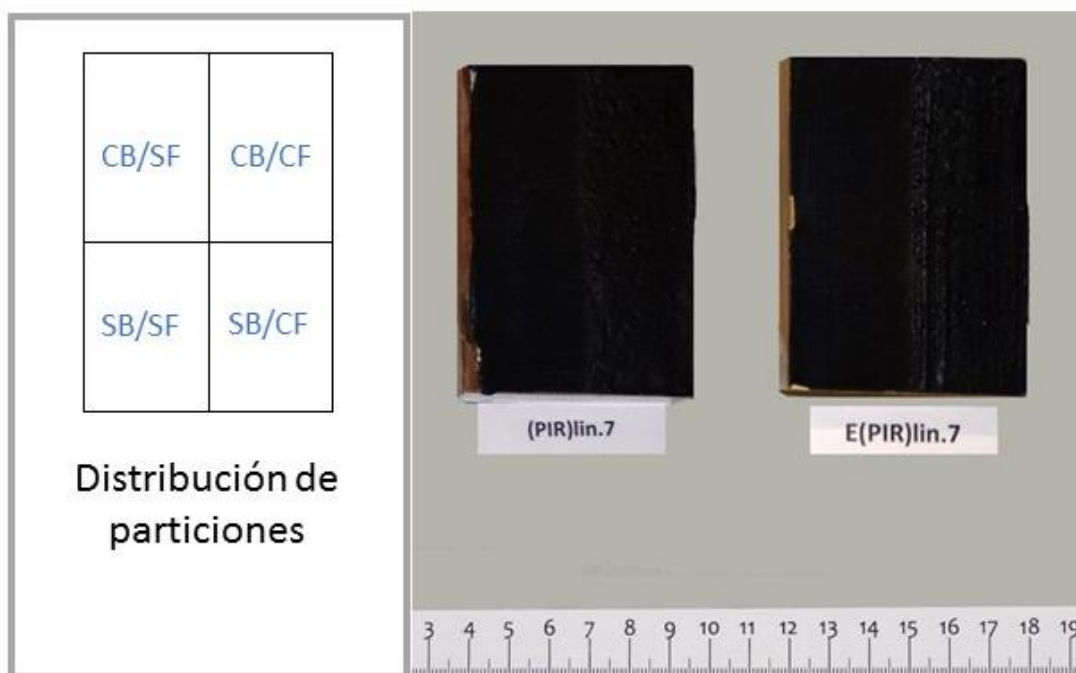 CB/SF CB/CF
SB/SF SB/CF
Distribución de
particiones
(PIR)lin.7
E(PIR)lin.7
3 4 5 6 7 8 9 10 11 12 13 14 15 16 17 18 19